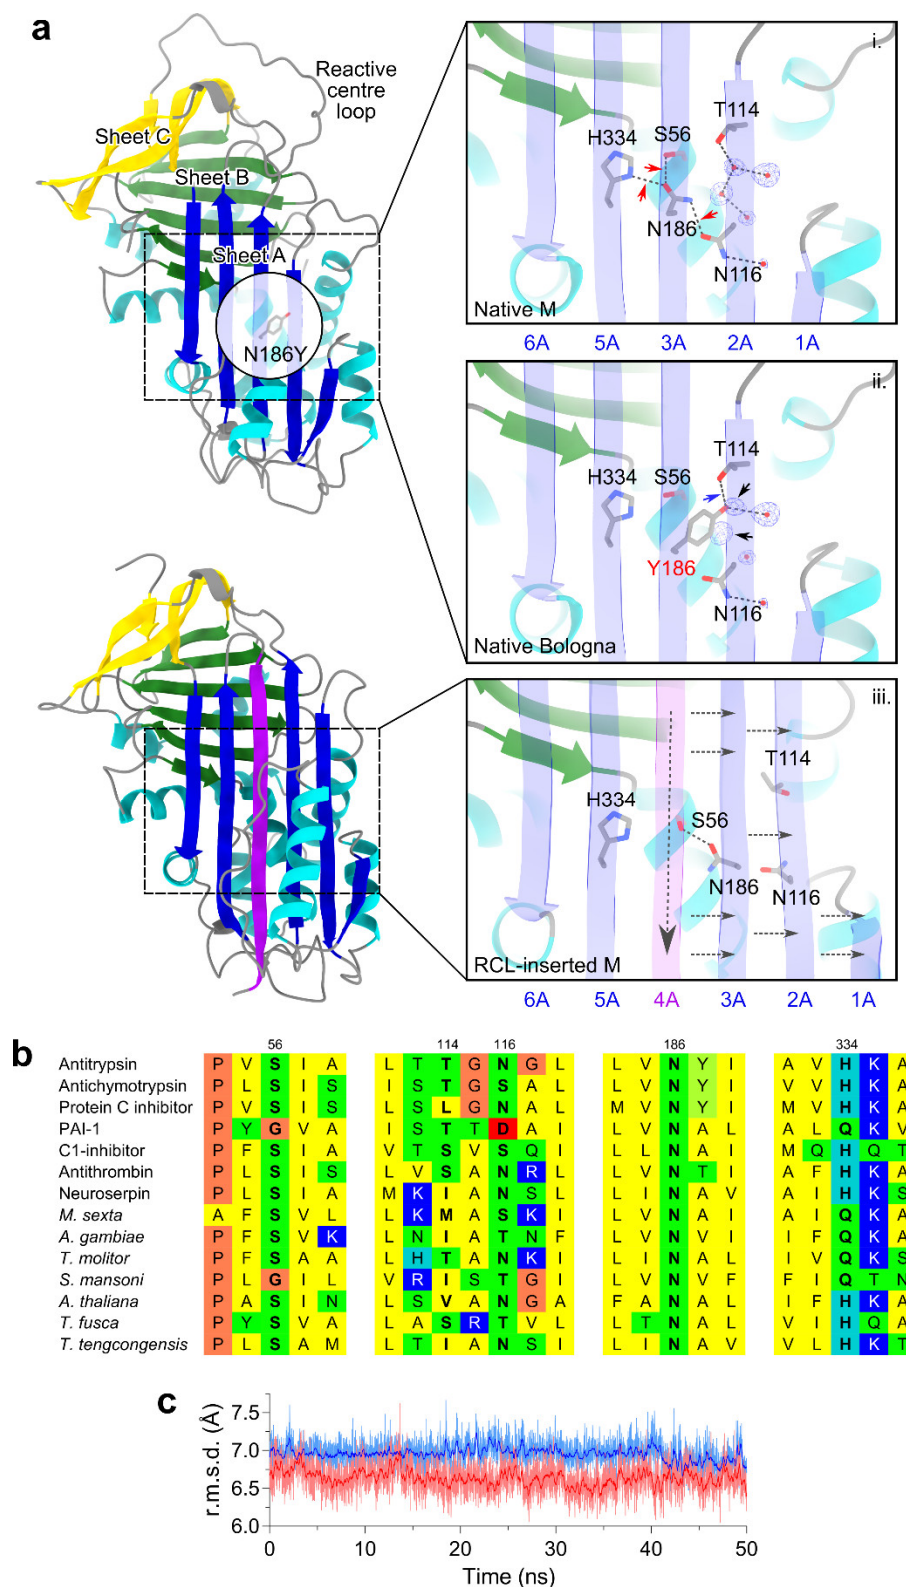 a
Reactive
centre
loop
Sheet C
Sheet B
Sheet A
N186Y
i.
T114
H334 S56
N186
N116
Native M
6A 5A 3A 2A 1A
ii.
T114
H334 S56
Y186
N116
Native Bologna
iii.
T114
H334
S56
N186
N116
RCL-inserted M
6A 5A 4A 3A 2A 1A
b
56 114 116 186 334
Antitrypsin P V S I A L T T G N G L L V N Y I A V H K A
Antichymotrypsin P L S I S I S T G S A L L V N Y I V V H K A
Protein C inhibitor P V S I S L S L G N A L M V N Y I M V H K A
PAI-1 P Y G V A I S T T D A I L V N A L A L Q K V
C1-inhibitor P F S I A V T S V S Q I L L N A I M Q H Q T
Antithrombin P L S I S L V S A N R L L V N T I A F H K A
Neuroserpin P L S I A M K I A N S L L I N A V A I H K S
M. sexta A F S V L L K M A S K I L V N A I A I Q K A
A. gambiae P F S V K L N I A T N F L V N A I I L Q K A
T. molitor P F S A A L H T A N K I L I N A L I V Q K S
S. mansoni P L G I L V R I S T G I L V N V F F I Q T N
A. thaliana P A S I N L S V A N G A F A N A L I F H K A
T. fusca P Y S V A L A S R T V L L T N A L V L H Q A
T. tengcongensis P L S A M L T I A N S I L I N A V V L H K T
c
r.m.s.d. (Å)
7.5
7.0
6.5
6.0
0 10 20 30 40 50
Time (ns)